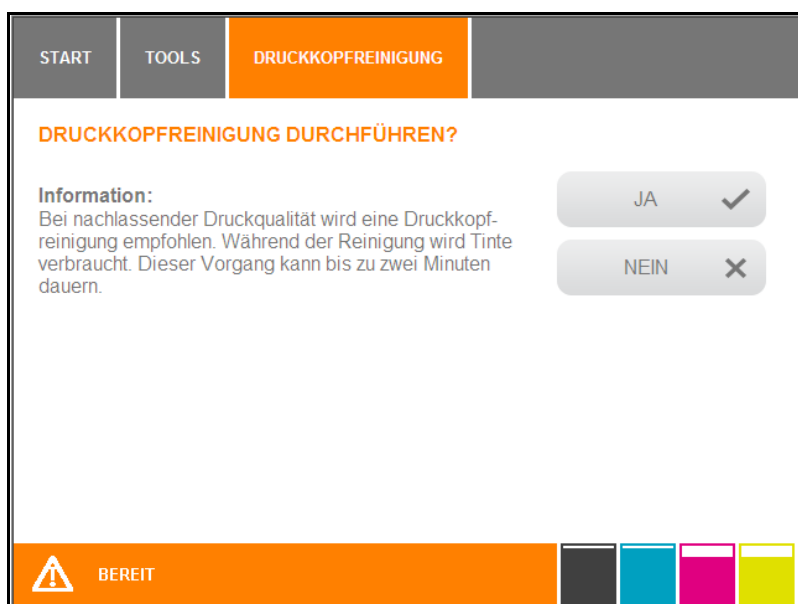 START TOOLS DRUCKKOPFREINIGUNG
DRUCKKOPFREINIGUNG DURCHFÜHREN?
Information:
Bei nachlassender Druckqualität wird eine Druckkopf-
reinigung empfohlen. Während der Reinigung wird Tinte
verbraucht. Dieser Vorgang kann bis zu zwei Minuten
dauern.
JA
NEIN
BEREIT